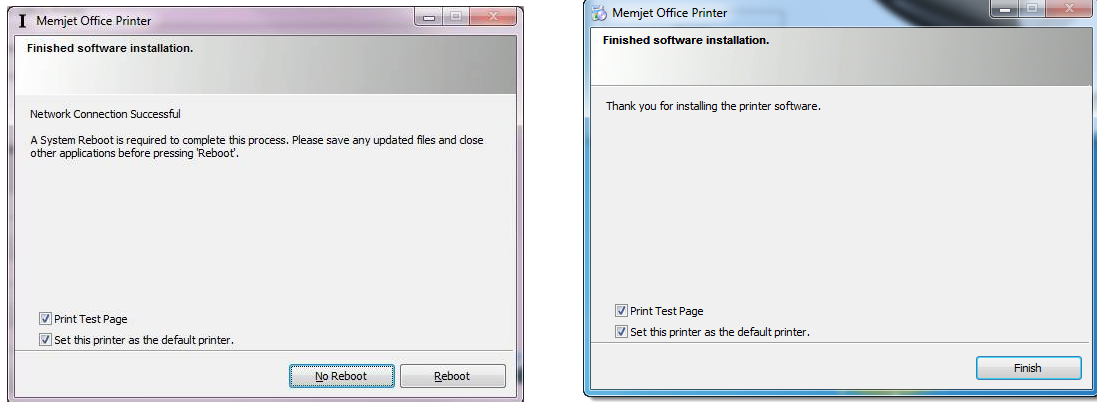 Memjet Office Printer
Finished software installation.
Network Connection Successful
A System Reboot is required to complete this process. Please save any updated files and close
other applications before pressing 'Reboot'.
Print Test Page
Set this printer as the default printer.
No Reboot
Reboot
Memjet Office Printer
Finished software installation.
Thank you for installing the printer software.
Print Test Page
Set this printer as the default printer.
Finish